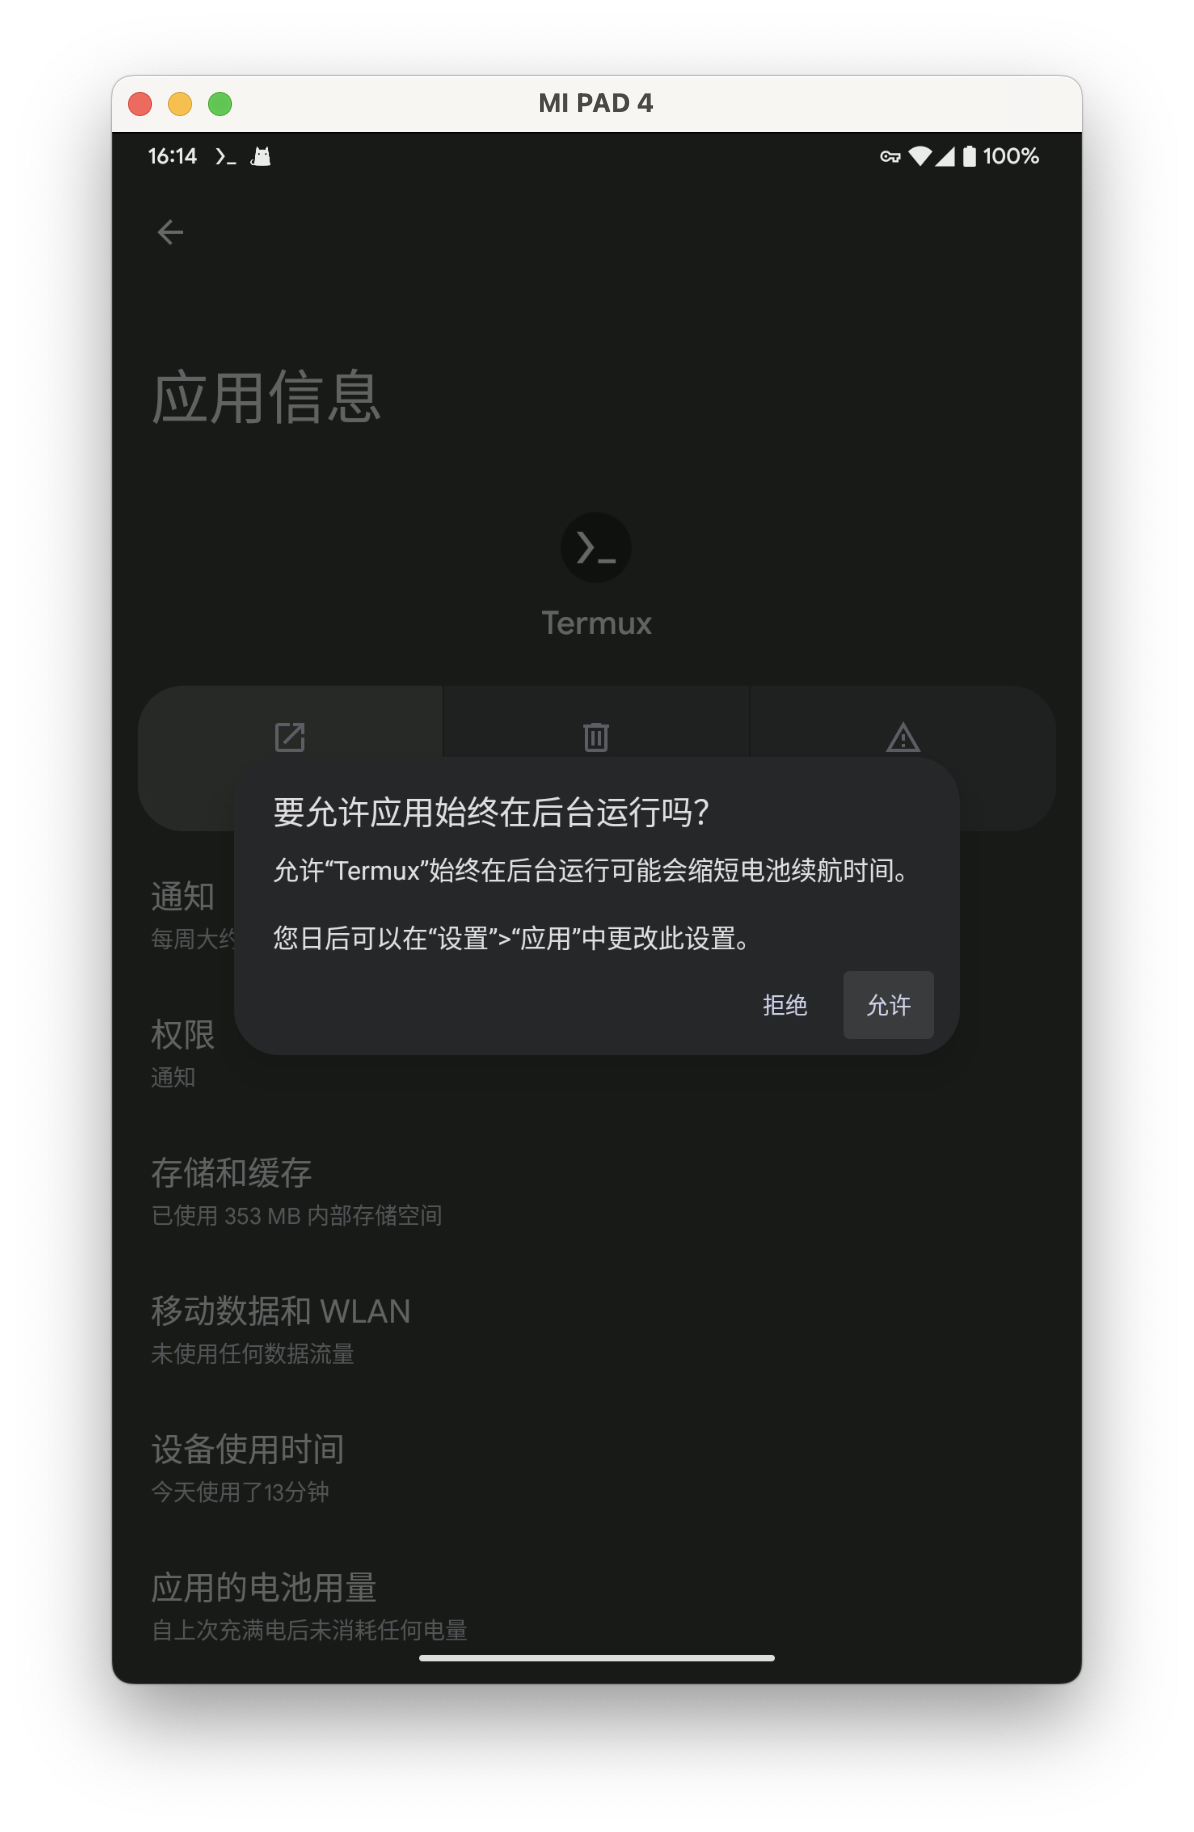 MI PAD 4
16:14
100%
应用信息
Termux
要允许应用始终在后台运行吗？
允许“Termux”始终在后台运行可能会缩短电池续航时间。
您日后可以在“设置”>“应用”中更改此设置。
拒绝
允许
通知
每周大约
权限
通知
存储和缓存
已使用 353 MB 内部存储空间
移动数据和 WLAN
未使用任何数据流量
设备使用时间
今天使用了13分钟
应用的电池用量
自上次充满电后未消耗任何电量